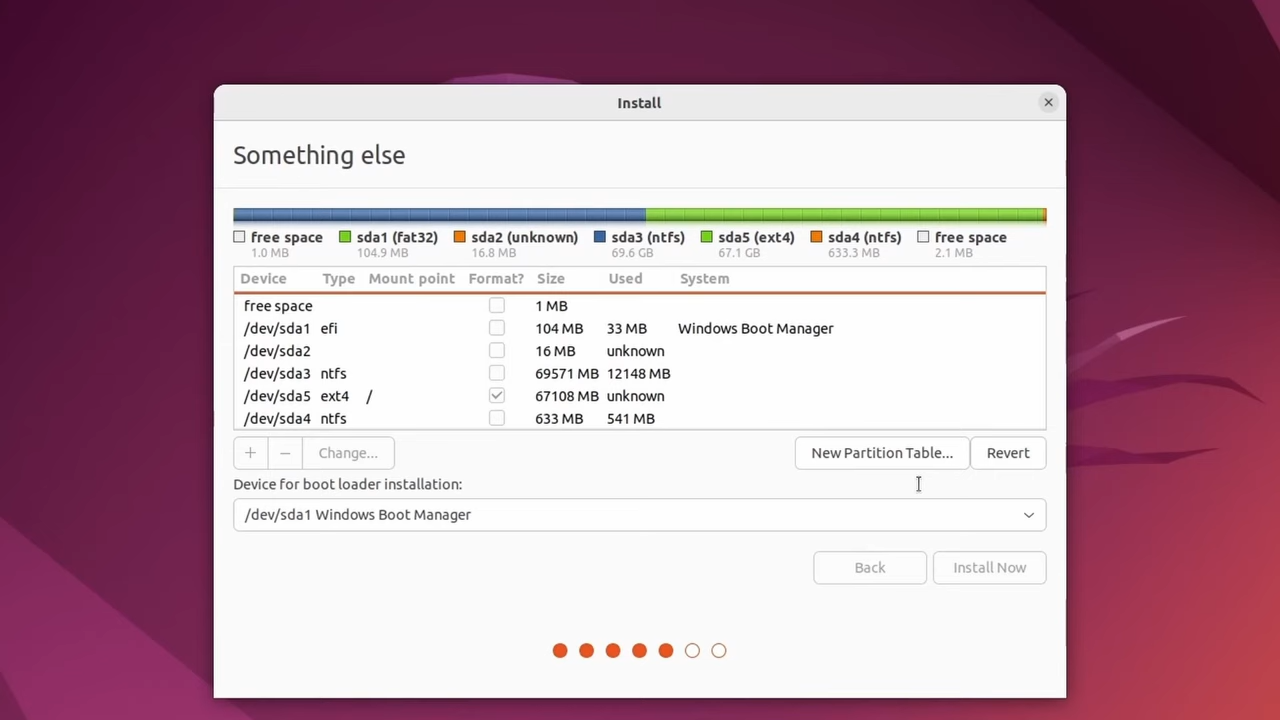 Install
Something else
free space sda1 (fat32) sda2 (unknown) sda3 (ntfs) sda5 (ext4) sda4 (ntfs) free space
1.0 MB 104.9 MB 16.8 MB 69.6 GB 67.1 GB 633.3 MB 2.1 MB
Device Type Mount point Format? Size Used System
free space 1 MB
/dev/sda1 efi 104 MB 33 MB Windows Boot Manager
/dev/sda2 16 MB unknown
/dev/sda3 ntfs 69571 MB 12148 MB
/dev/sda5 ext4 / 67108 MB unknown
/dev/sda4 ntfs 633 MB 541 MB
+ − Change... New Partition Table... Revert
Device for boot loader installation:
/dev/sda1 Windows Boot Manager
Back Install Now